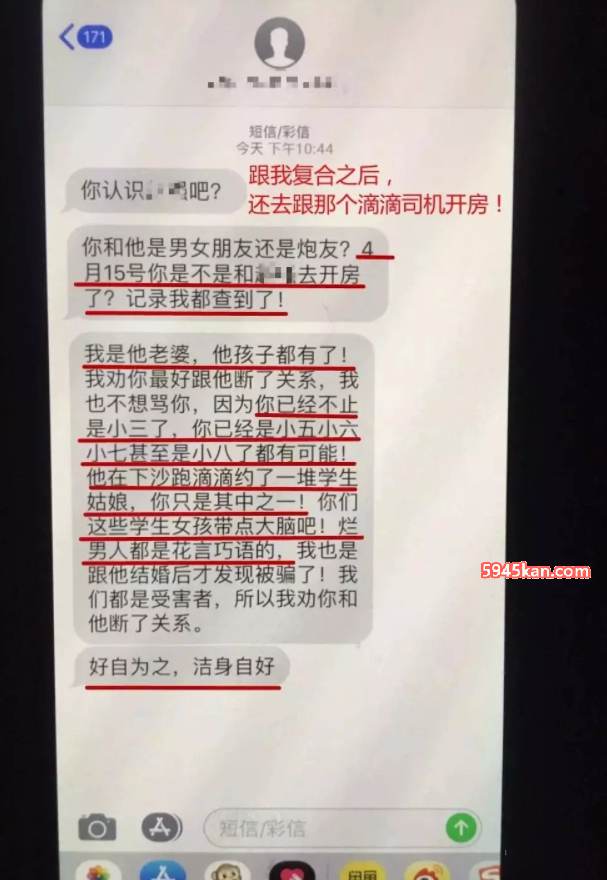 171
短信/彩信
今天 下午10:44
你认识吧？
跟我复合之后，
还去跟那个滴滴司机开房！
你和他是男女朋友还是炮友？4
月15号你是不是和去开房
了？记录我都查到了！
我是他老婆，他孩子都有了！
我劝你最好跟他断了关系，我
也不想骂你，因为你已经不止
是小三了，你已经是小五小六
小七甚至是小八了都有可能！
他在下沙跑滴滴约了一堆学生
姑娘，你只是其中之一！你们
这些学生女孩带点大脑吧！烂
男人都是花言巧语的，我也是
跟他结婚后才发现被骗了！我
们都是受害者，所以我劝你和
他断了关系。
5945kan.com
好自为之，洁身自好
短信/彩信
闲鱼